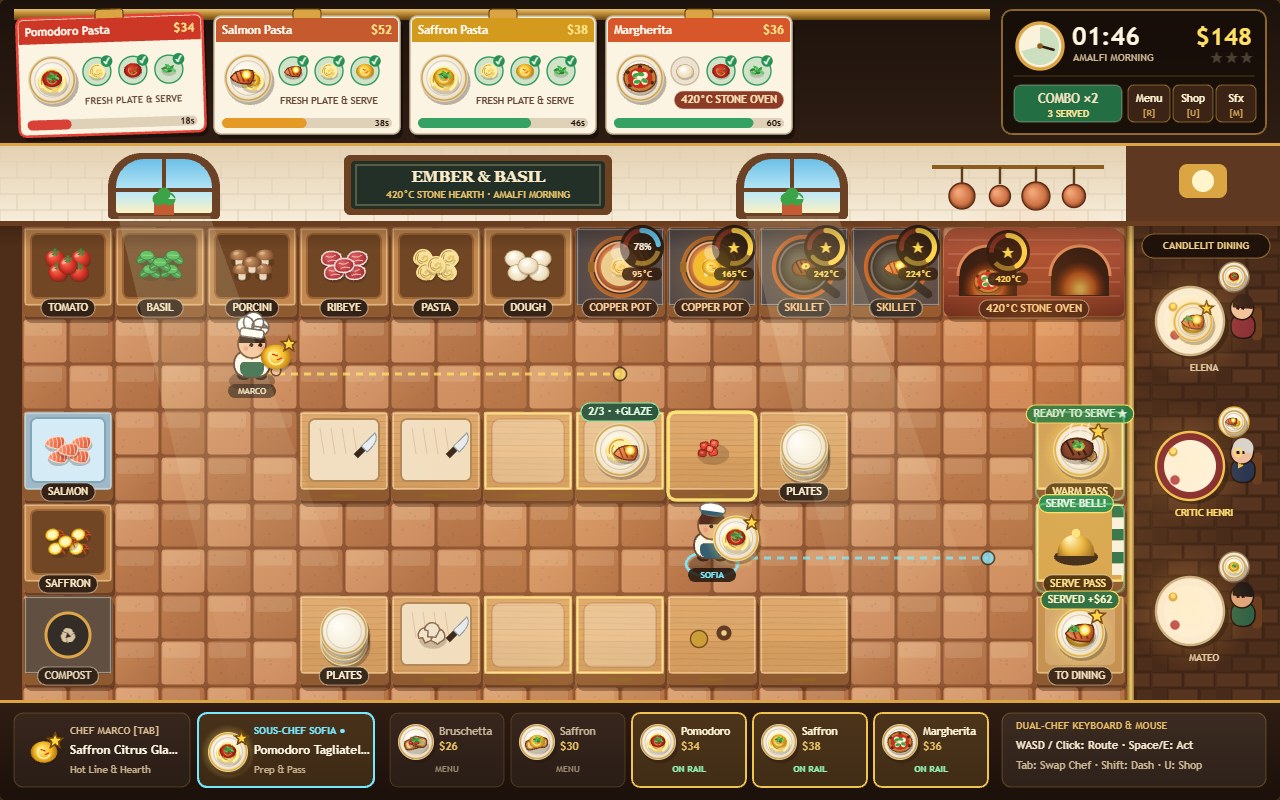 Pomodoro Pasta $34
FRESH PLATE & SERVE
18s
Salmon Pasta $52
FRESH PLATE & SERVE
38s
Saffron Pasta $38
FRESH PLATE & SERVE
46s
Margherita $36
420°C STONE OVEN
60s
01:46
AMALFI MORNING
$148
COMBO ×2
3 SERVED
Menu
[R]
Shop
[U]
Sfx
[M]
EMBER & BASIL
420°C STONE HEARTH • AMALFI MORNING
TOMATO
BASIL
PORCINI
RIBEYE
PASTA
DOUGH
78%
95°C
COPPER POT
165°C
COPPER POT
242°C
SKILLET
224°C
SKILLET
420°C
420°C STONE OVEN
CANDLELIT DINING
ELENA
MARCO
2/3 • +GLAZE
READY TO SERVE ★
SALMON
PLATES
WARM PASS
SERVE BELL!
CRITIC HENRI
SAFFRON
SOFIA
SERVE PASS
SERVED +$62
COMPOST
PLATES
TO DINING
MATEO
CHEF MARCO [TAB]
Saffron Citrus Gla...
Hot Line & Hearth
SOUS-CHEF SOFIA ●
Pomodoro Tagliatel...
Prep & Pass
Bruschetta
$26
MENU
Saffron
$30
MENU
Pomodoro
$34
ON RAIL
Saffron
$38
ON RAIL
Margherita
$36
ON RAIL
DUAL-CHEF KEYBOARD & MOUSE
WASD / Click: Route • Space/E: Act
Tab: Swap Chef • Shift: Dash • U: Shop